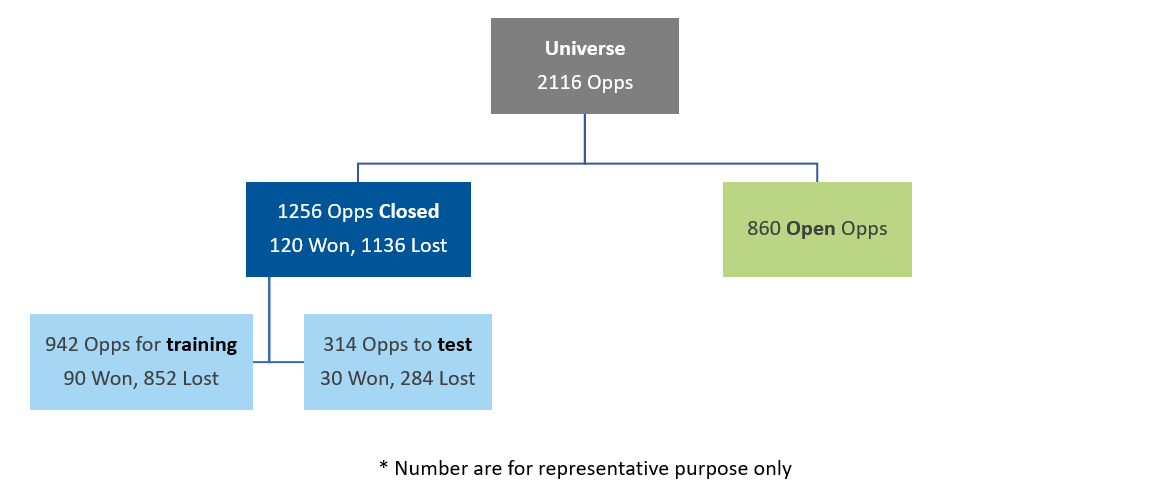 Universe
2116 Opps
1256 Opps Closed
120 Won, 1136 Lost
860 Open Opps
942 Opps for training
90 Won, 852 Lost
314 Opps to test
30 Won, 284 Lost
* Number are for representative purpose only